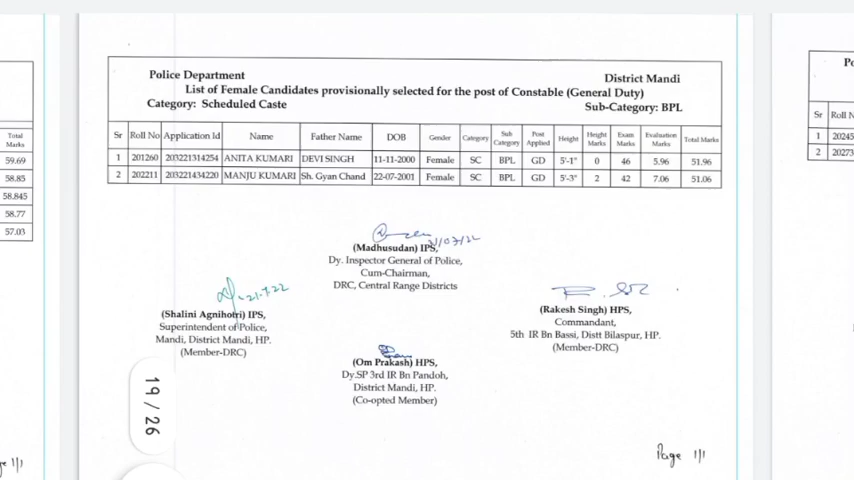 Police Department
District Mandi
List of Female Candidates provisionally selected for the post of Constable (General Duty)
Category: Scheduled Caste
Sub-Category: BPL
Sr Roll No Application Id Name Father Name DOB Gender Category Sub Category Post Applied Height Height Marks Exam Marks Evaluation Marks Total Marks
1 201260 203221314254 ANITA KUMARI DEVI SINGH 11-11-2000 Female SC BPL GD 5'-1" 0 46 5.96 51.96
2 202211 203221434220 MANJU KUMARI Sh. Gyan Chand 22-07-2001 Female SC BPL GD 5'-3" 2 42 7.06 51.06
(Madhusudan) IPS,
Dy. Inspector General of Police,
Cum-Chairman,
DRC, Central Range Districts
21.7.22
(Shalini Agnihotri) IPS,
Superintendent of Police,
Mandi, District Mandi, HP.
(Member-DRC)
(Rakesh Singh) HPS,
Commandant,
5th IR Bn Bassi, Distt Bilaspur, HP.
(Member-DRC)
(Om Prakash) HPS,
Dy.SP 3rd IR Bn Pandoh,
District Mandi, HP.
(Co-opted Member)
19 / 26
Page 1/1
Total Marks
59.69
58.85
58.845
58.77
57.03
1/1
Po
Sr Roll N
1 20245
2 20273